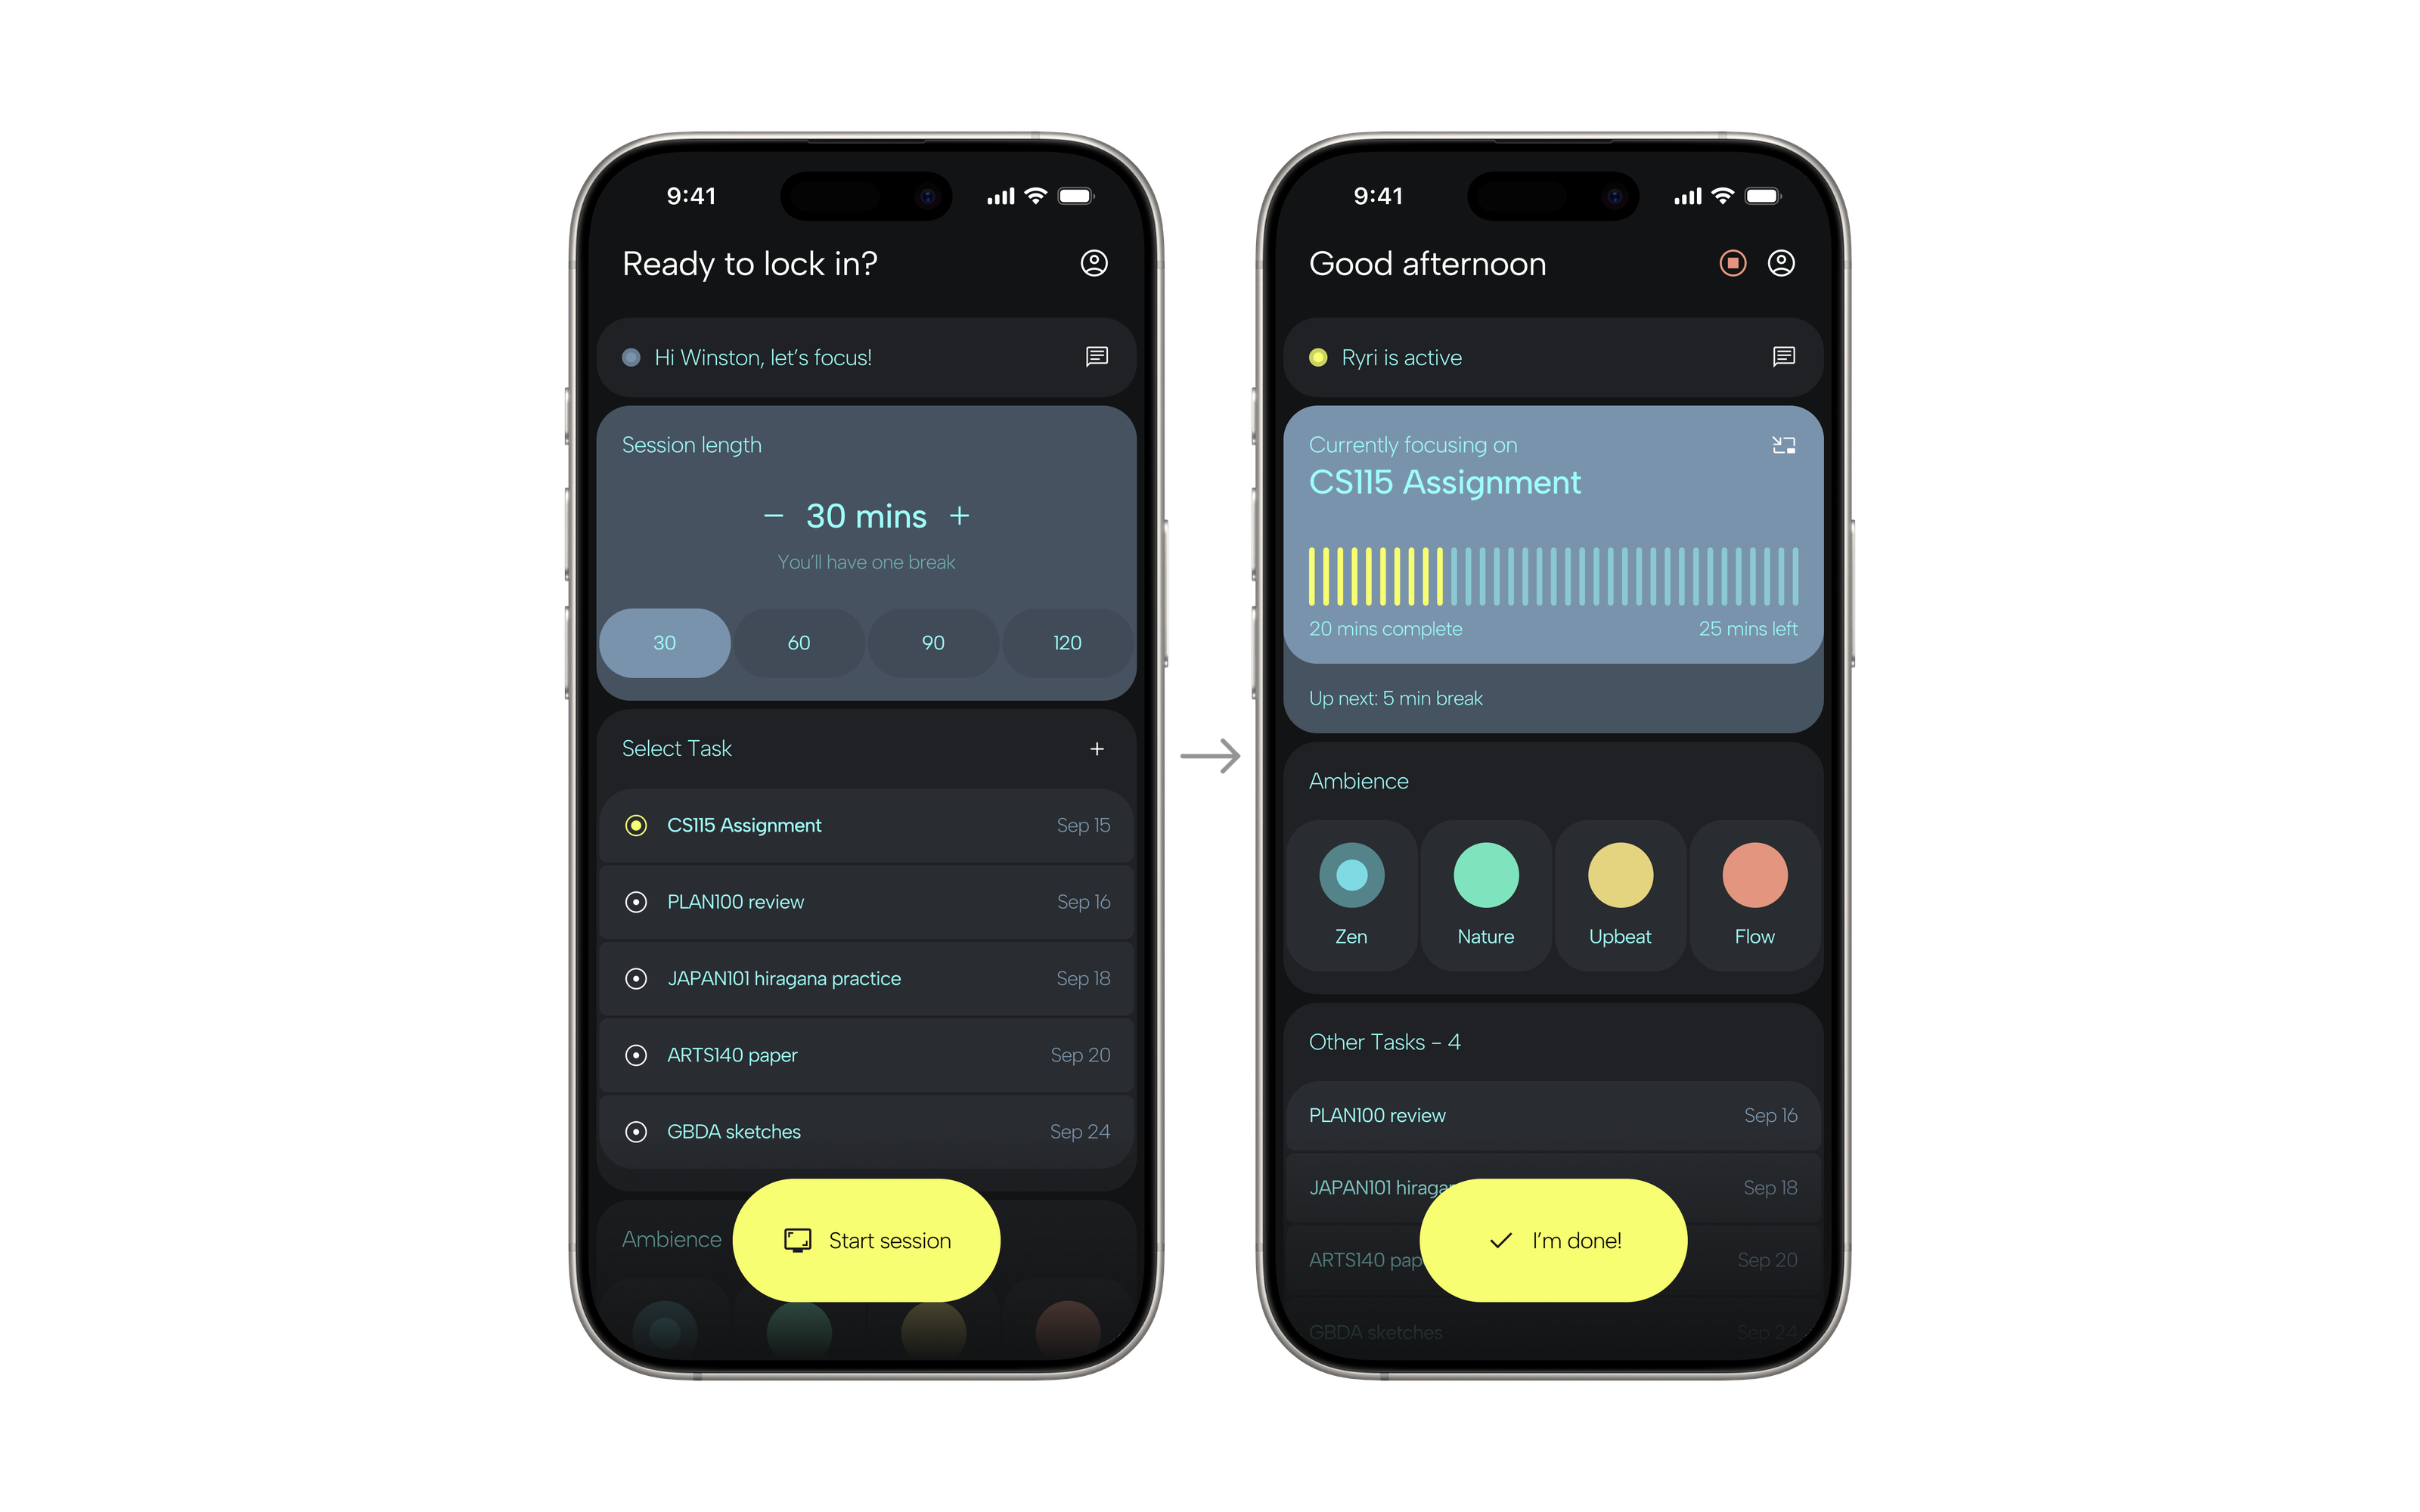 9:41
Ready to lock in?
Hi Winston, let's focus!
Session length
− 30 mins +
You'll have one break
30 60 90 120
Select Task +
CS115 Assignment Sep 15
PLAN100 review Sep 16
JAPAN101 hiragana practice Sep 18
ARTS140 paper Sep 20
GBDA sketches Sep 24
Ambience
Start session
9:41
Good afternoon
Ryri is active
Currently focusing on
CS115 Assignment
20 mins complete 25 mins left
Up next: 5 min break
Ambience
Zen Nature Upbeat Flow
Other Tasks – 4
PLAN100 review Sep 16
JAPAN101 Sep 18
ARTS140 Sep 20
GBDA sketches Sep 24
I'm done!